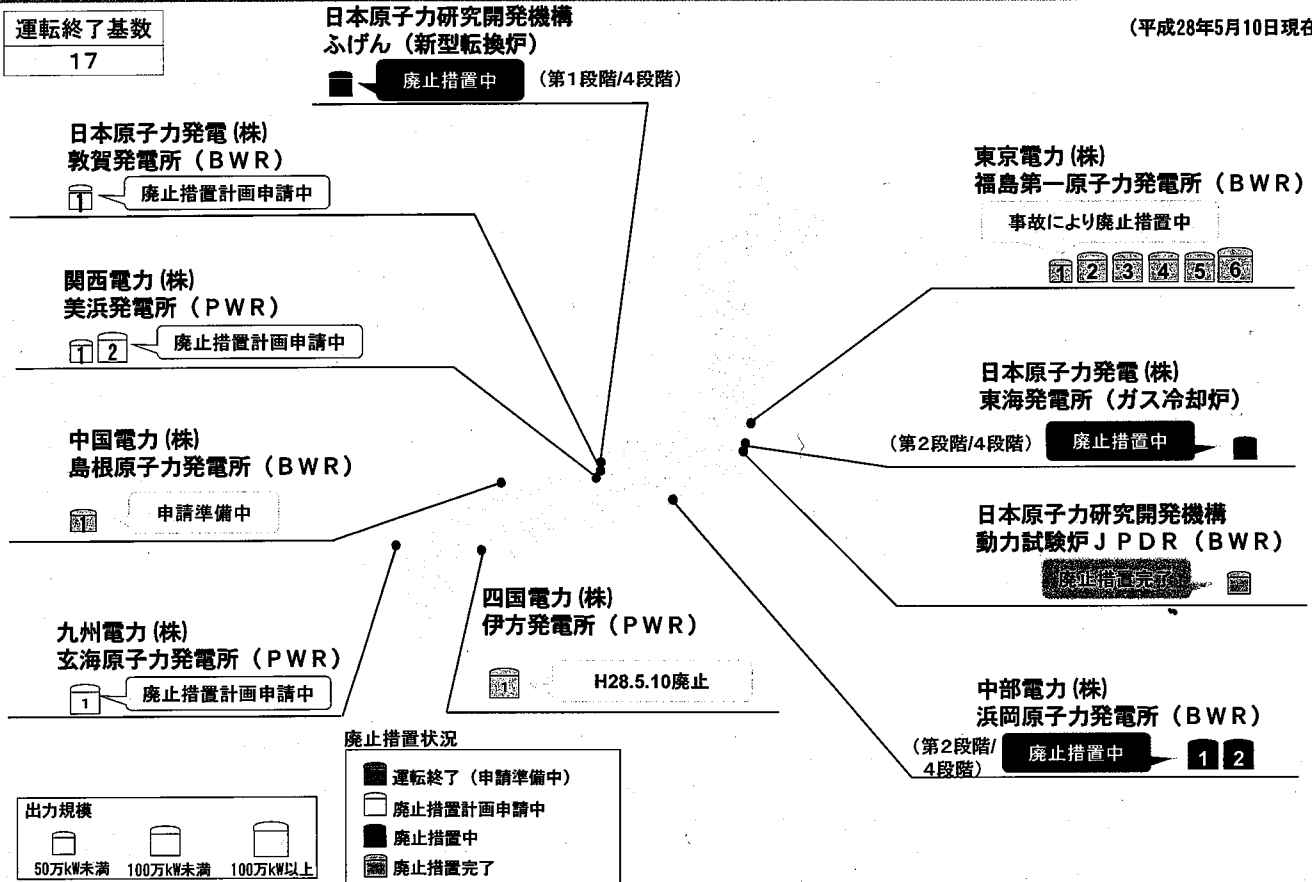 運転終了基数
17
(平成28年5月10日現在
日本原子力研究開発機構
ふげん（新型転換炉）
廃止措置中
（第1段階/4段階）
日本原子力発電(株)
敦賀発電所（ＢＷＲ）
1
廃止措置計画申請中
関西電力(株)
美浜発電所（ＰＷＲ）
1 2
廃止措置計画申請中
中国電力(株)
島根原子力発電所（ＢＷＲ）
1
申請準備中
九州電力(株)
玄海原子力発電所（ＰＷＲ）
1
廃止措置計画申請中
四国電力(株)
伊方発電所（ＰＷＲ）
1
H28.5.10廃止
東京電力(株)
福島第一原子力発電所（ＢＷＲ）
事故により廃止措置中
1 2 3 4 5 6
日本原子力発電(株)
東海発電所（ガス冷却炉）
（第2段階/4段階）
廃止措置中
日本原子力研究開発機構
動力試験炉ＪＰＤＲ（ＢＷＲ）
廃止措置完了
中部電力(株)
浜岡原子力発電所（ＢＷＲ）
（第2段階/
4段階）
廃止措置中
1 2
出力規模
50万kW未満 100万kW未満 100万kW以上
廃止措置状況
運転終了（申請準備中）
廃止措置計画申請中
廃止措置中
廃止措置完了